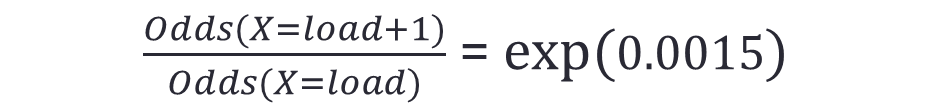 Odds(X=load+1)
Odds(X=load)
= exp(0.0015)